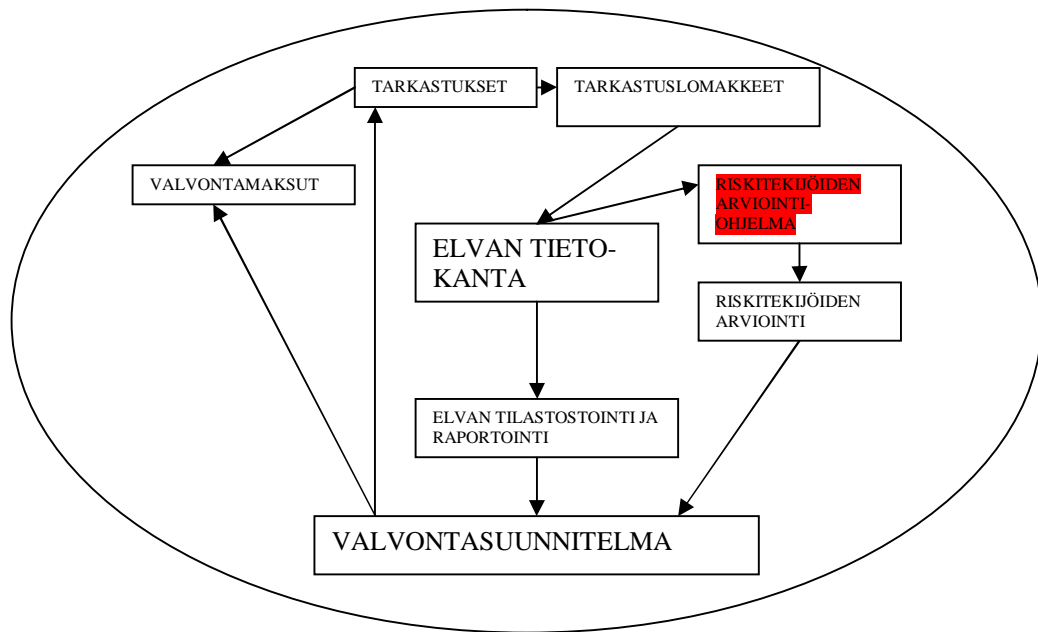 TARKASTUKSET
TARKASTUSLOMAKKEET
VALVONTAMAKSUT
RISKITEKIJÖIDEN
ARVIOINTI-
OHJELMA
ELVAN TIETO-
KANTA
RISKITEKIJÖIDEN
ARVIOINTI
ELVAN TILASTOSTOINTI JA
RAPORTOINTI
VALVONTASUUNNITELMA